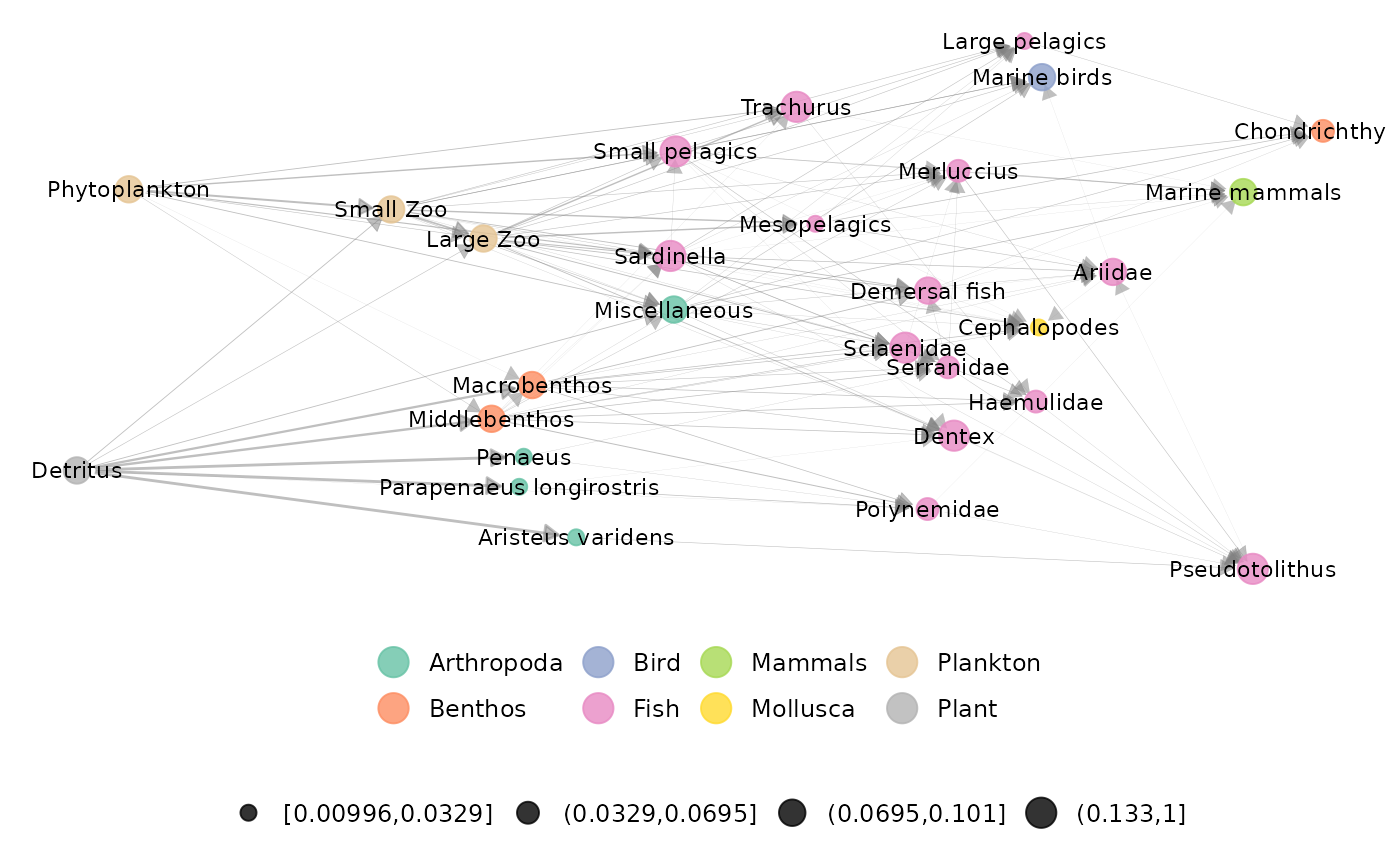 Large pelagics
Marine birds
Trachurus
Chondrichthy
Small pelagics
Merluccius
Phytoplankton
Marine mammals
Small Zoo
Mesopelagics
Large Zoo
Sardinella
Ariidae
Demersal fish
Miscellaneous
Cephalopodes
Sciaenidae
Serranidae
Macrobenthos
Haemulidae
Middlebenthos
Dentex
Penaeus
Detritus
Parapenaeus longirostris
Polynemidae
Aristeus varidens
Pseudotolithus
Arthropoda Bird Mammals Plankton
Benthos Fish Mollusca Plant
[0.00996,0.0329] (0.0329,0.0695] (0.0695,0.101] (0.133,1]